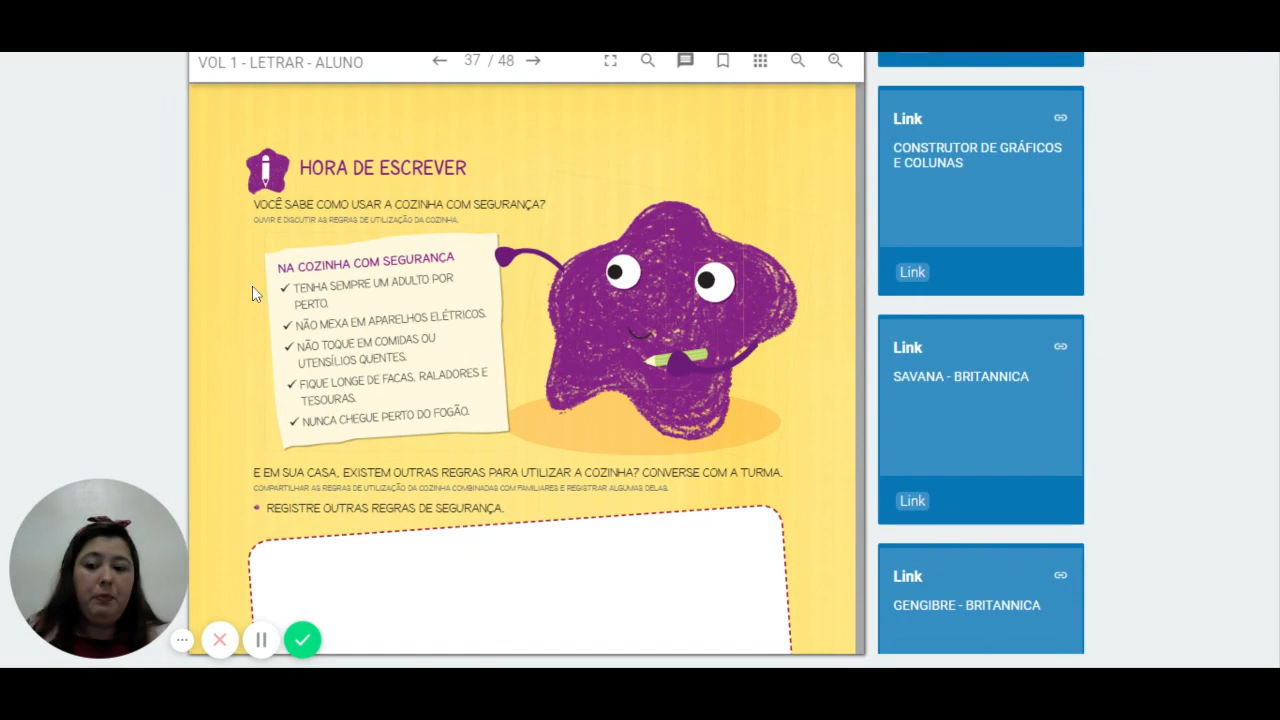 VOL 1 - LETRAR - ALUNO
37 / 48
HORA DE ESCREVER
VOCÊ SABE COMO USAR A COZINHA COM SEGURANÇA?
OUVIR E DISCUTIR AS REGRAS DE UTILIZAÇÃO DA COZINHA.
NA COZINHA COM SEGURANÇA
✓ TENHA SEMPRE UM ADULTO POR
PERTO.
✓ NÃO MEXA EM APARELHOS ELÉTRICOS.
✓ NÃO TOQUE EM COMIDAS OU
UTENSÍLIOS QUENTES.
✓ FIQUE LONGE DE FACAS, RALADORES E
TESOURAS.
✓ NUNCA CHEGUE PERTO DO FOGÃO.
E EM SUA CASA, EXISTEM OUTRAS REGRAS PARA UTILIZAR A COZINHA? CONVERSE COM A TURMA.
COMPARTILHAR AS REGRAS DE UTILIZAÇÃO DA COZINHA COMBINADAS COM FAMILIARES E REGISTRAR ALGUMAS DELAS.
• REGISTRE OUTRAS REGRAS DE SEGURANÇA.
Link
CONSTRUTOR DE GRÁFICOS
E COLUNAS
Link
Link
SAVANA - BRITANNICA
Link
Link
GENGIBRE - BRITANNICA